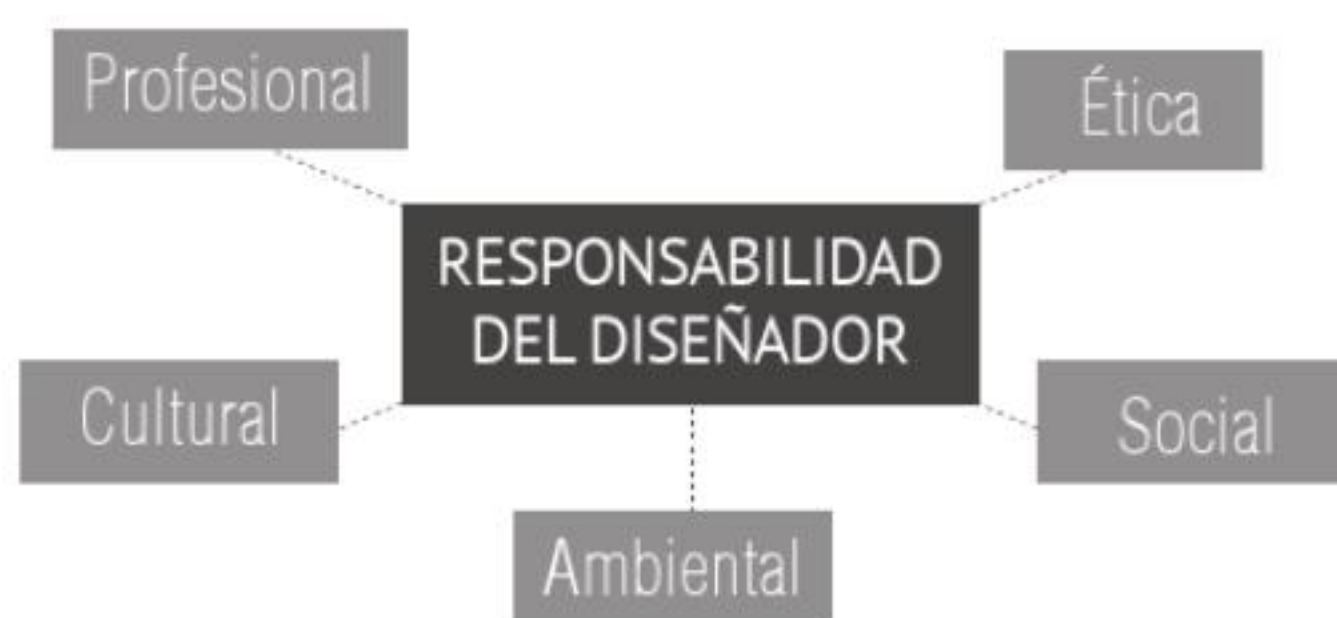 Profesional
Ética
RESPONSABILIDAD
DEL DISEÑADOR
Cultural
Social
Ambiental